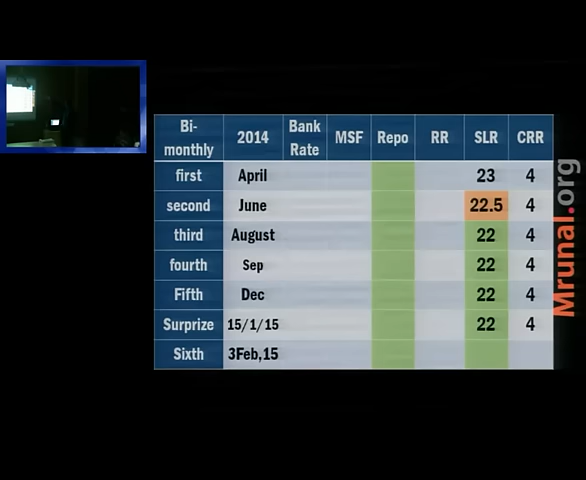 Bi-monthly 2014 Bank Rate MSF Repo RR SLR CRR
first April 23 4
second June 22.5 4
third August 22 4
fourth Sep 22 4
Fifth Dec 22 4
Surprize 15/1/15 22 4
Sixth 3Feb,15
Mrunal.org